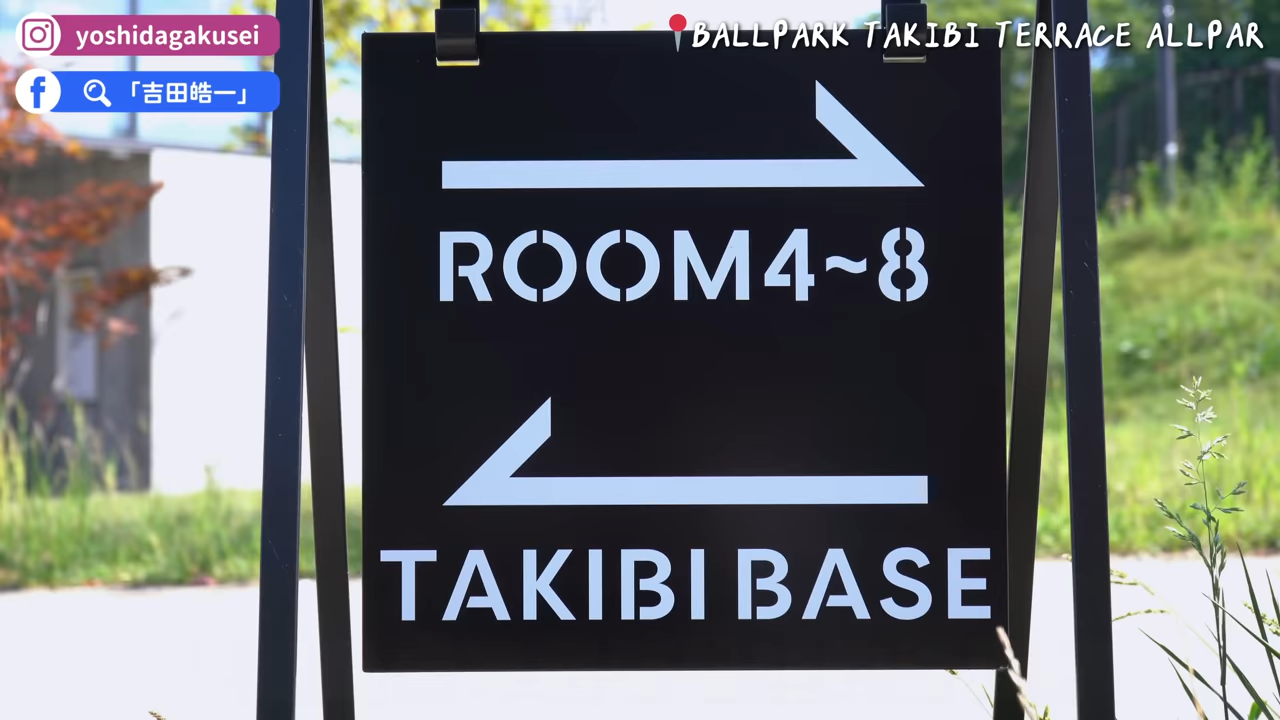 yoshidagakusei
「吉田皓一」
BALLPARK TAKIBI TERRACE ALLPAR
ROOM4~8
TAKIBI BASE